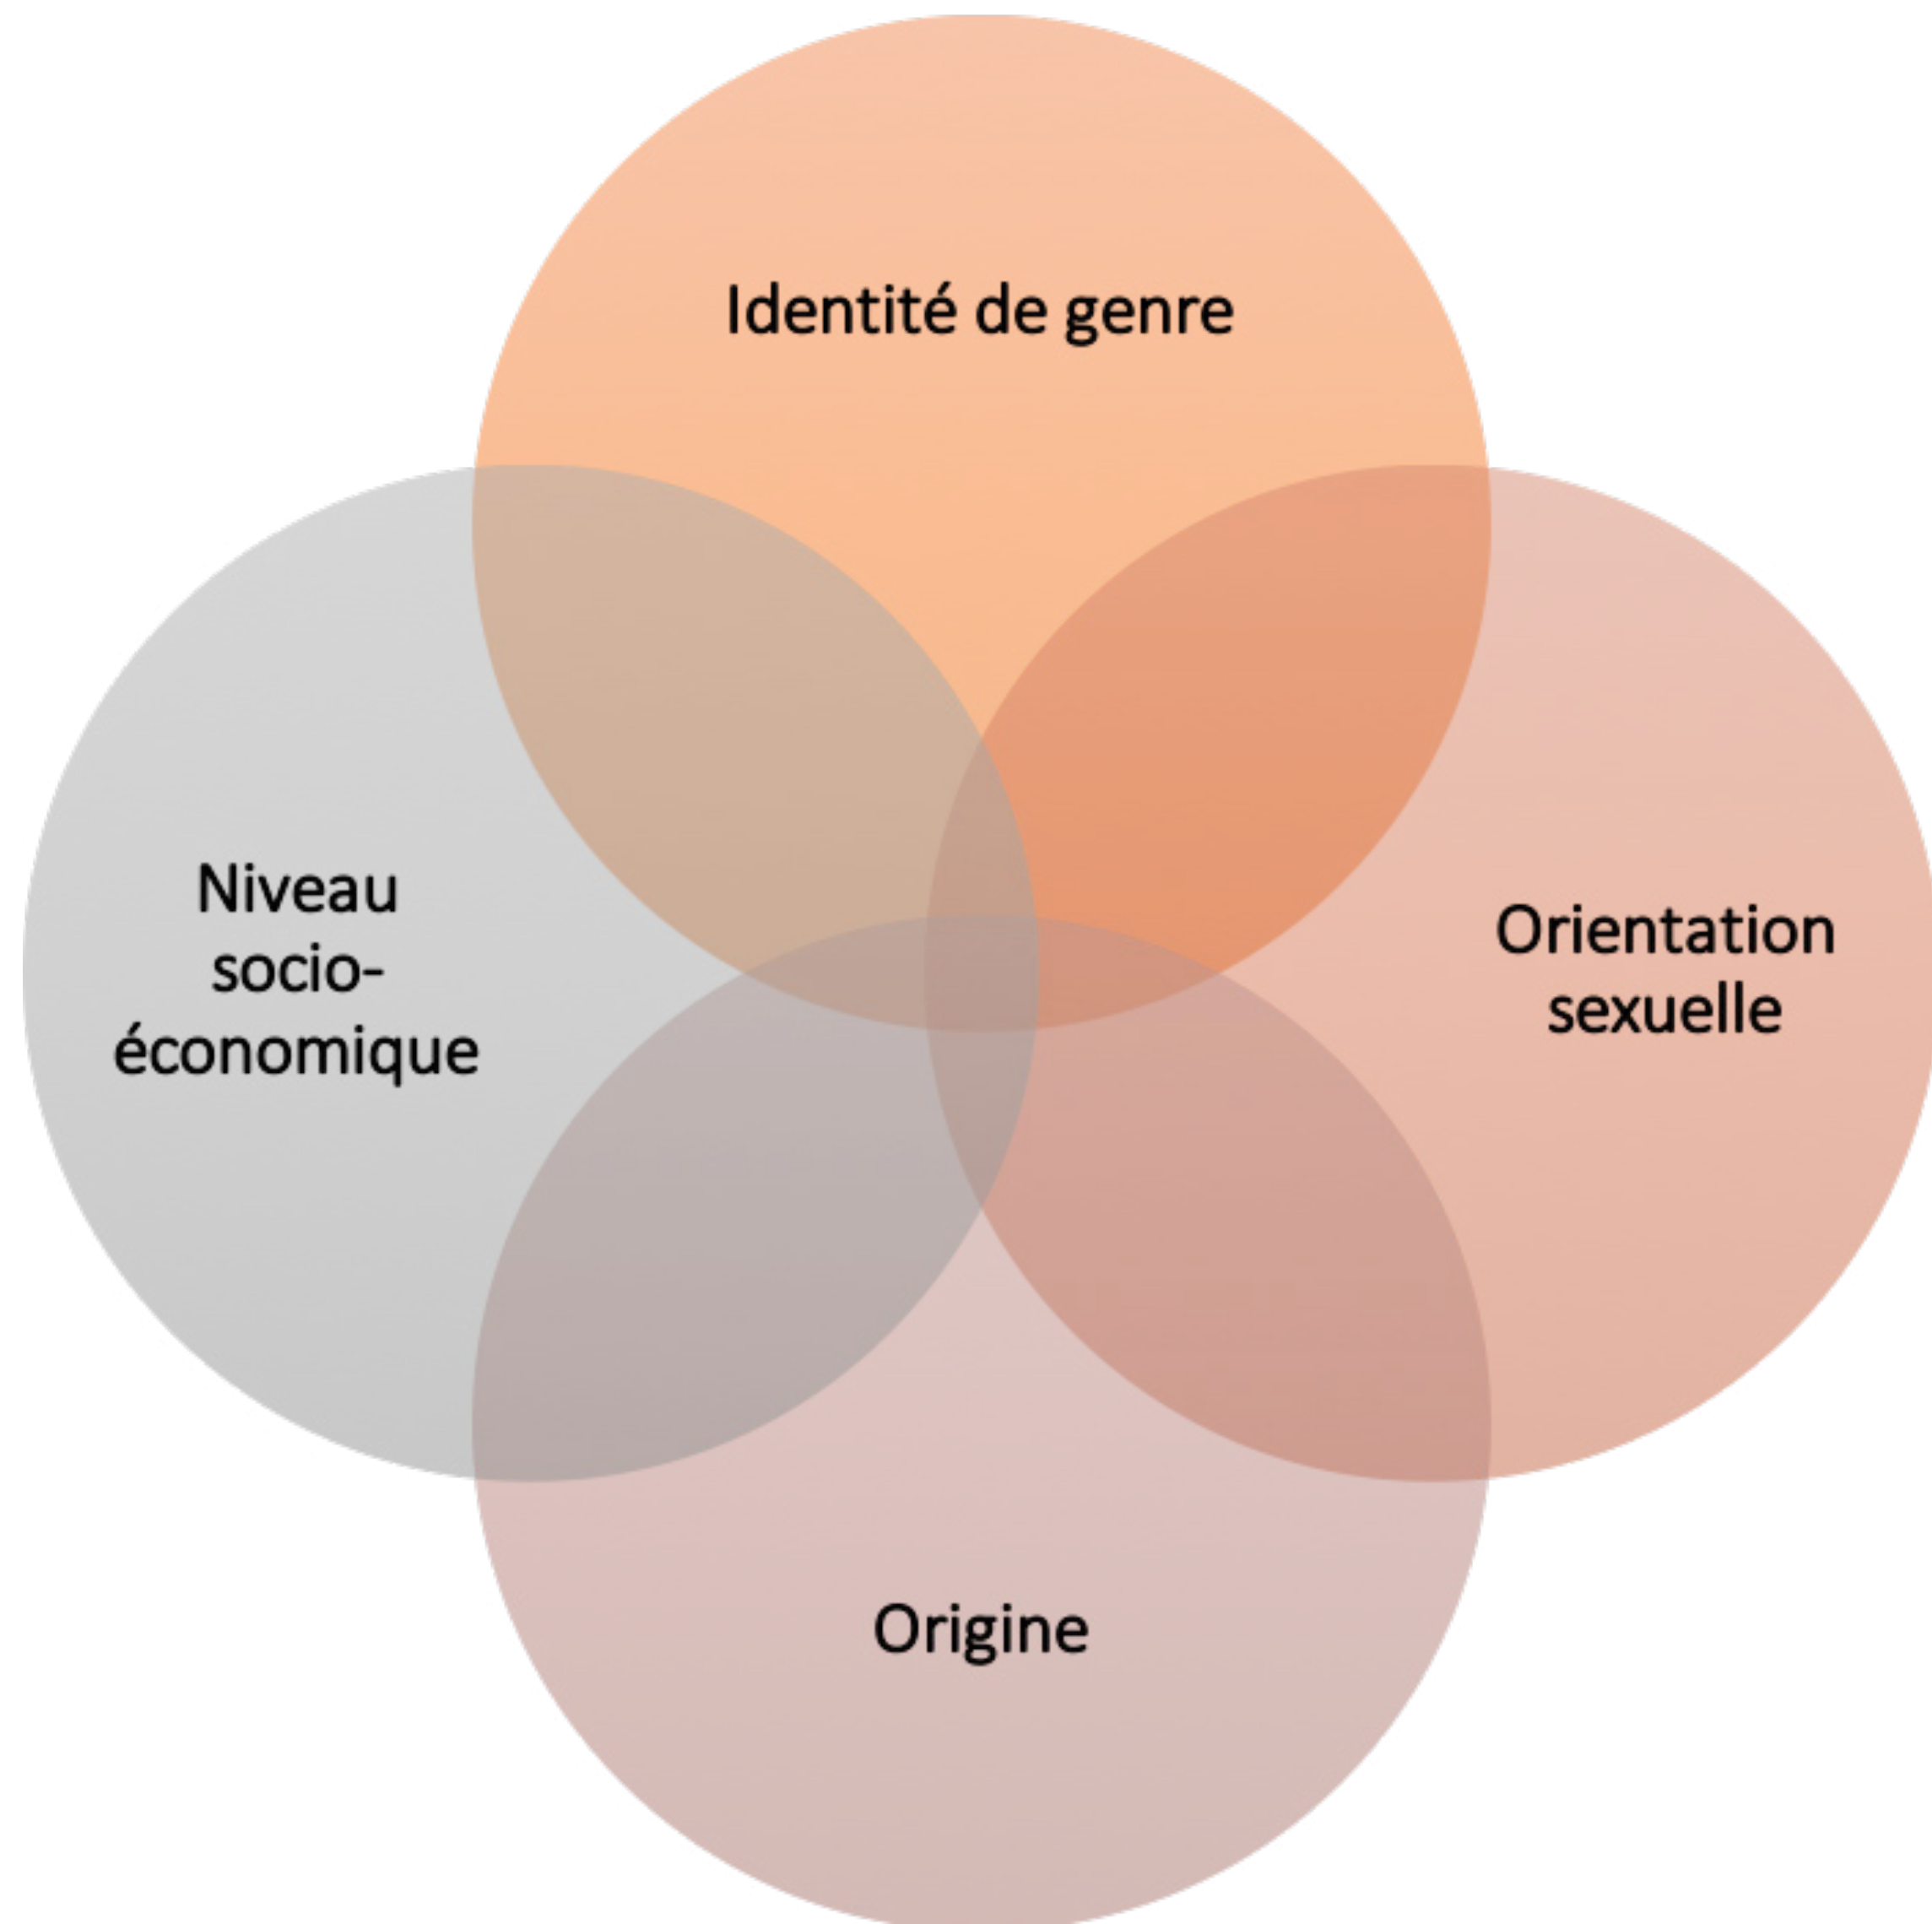 Identité de genre
Niveau
socio-
économique
Orientation
sexuelle
Origine